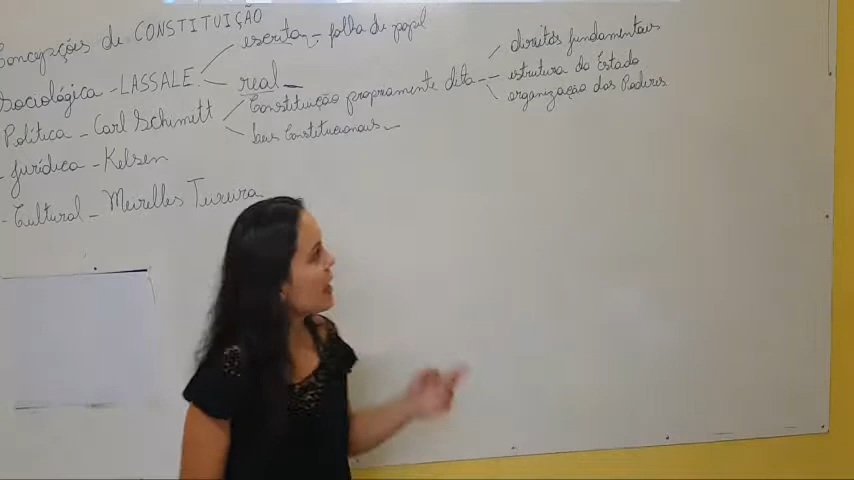 Concepções de CONSTITUIÇÃO
escrita - folha de papel
Sociológica - LASSALE
real
Política - Carl Schimett
Constituição propriamente dita
direitos fundamentais
estrutura do Estado
organização dos Poderes
Leis Constitucionais
- Jurídica - Kelsen
- Cultural - Meirelles Teixeira